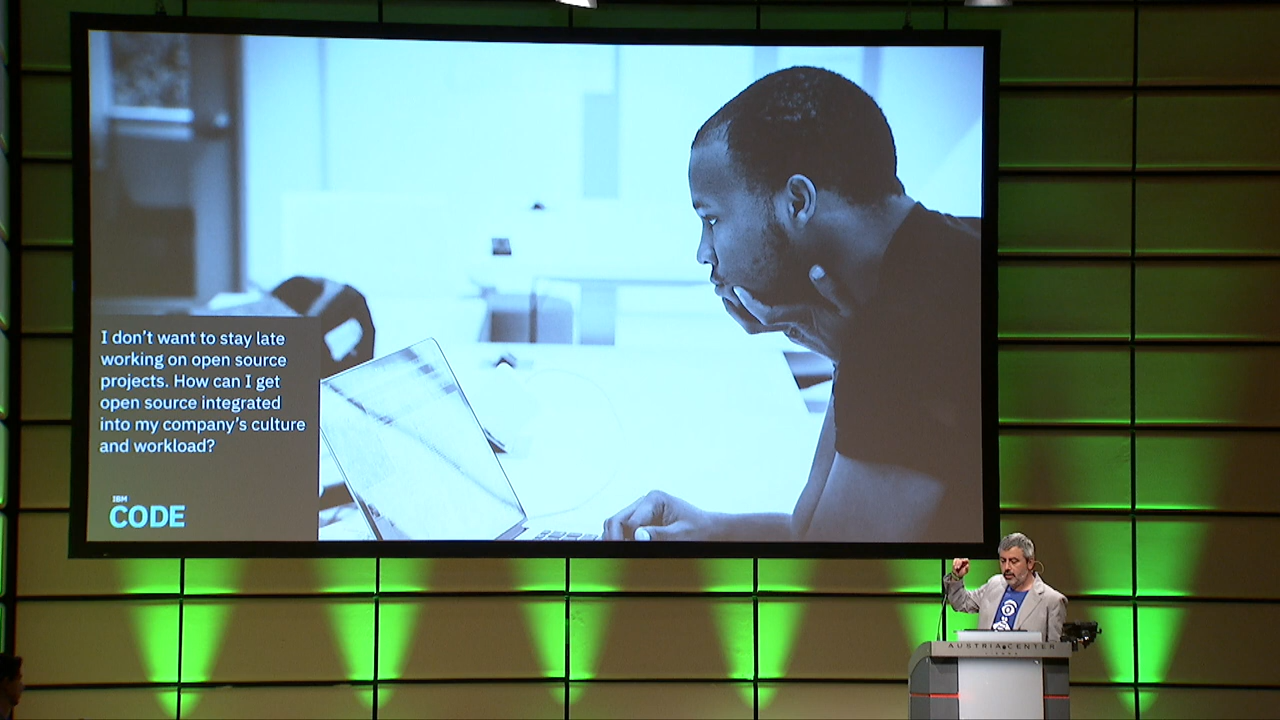 I don't want to stay late
working on open source
projects. How can I get
open source integrated
into my company's culture
and workload?
IBM
CODE
AUSTRIA CENTER
VIENNA